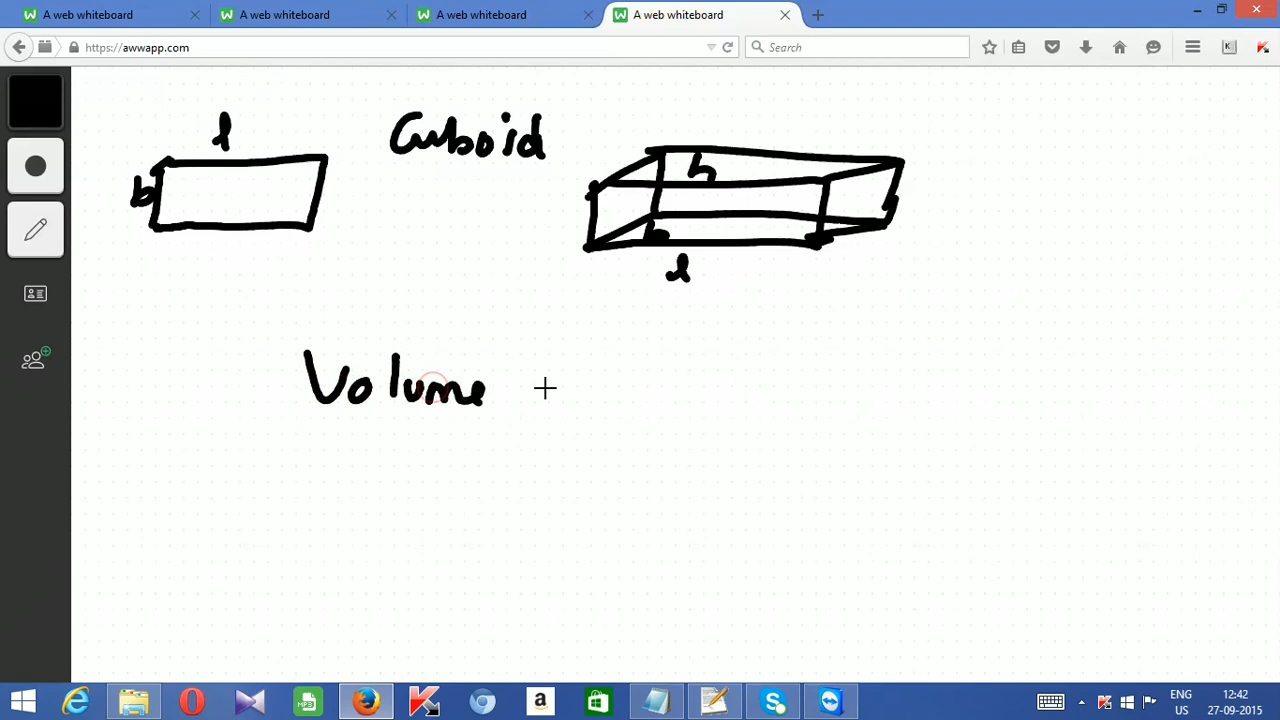 A web whiteboard
A web whiteboard
A web whiteboard
A web whiteboard
https://awwapp.com
Search
l
Cuboid
b
h
b
l
Volume
MP3
a
ENG
US
12:42
27-09-2015